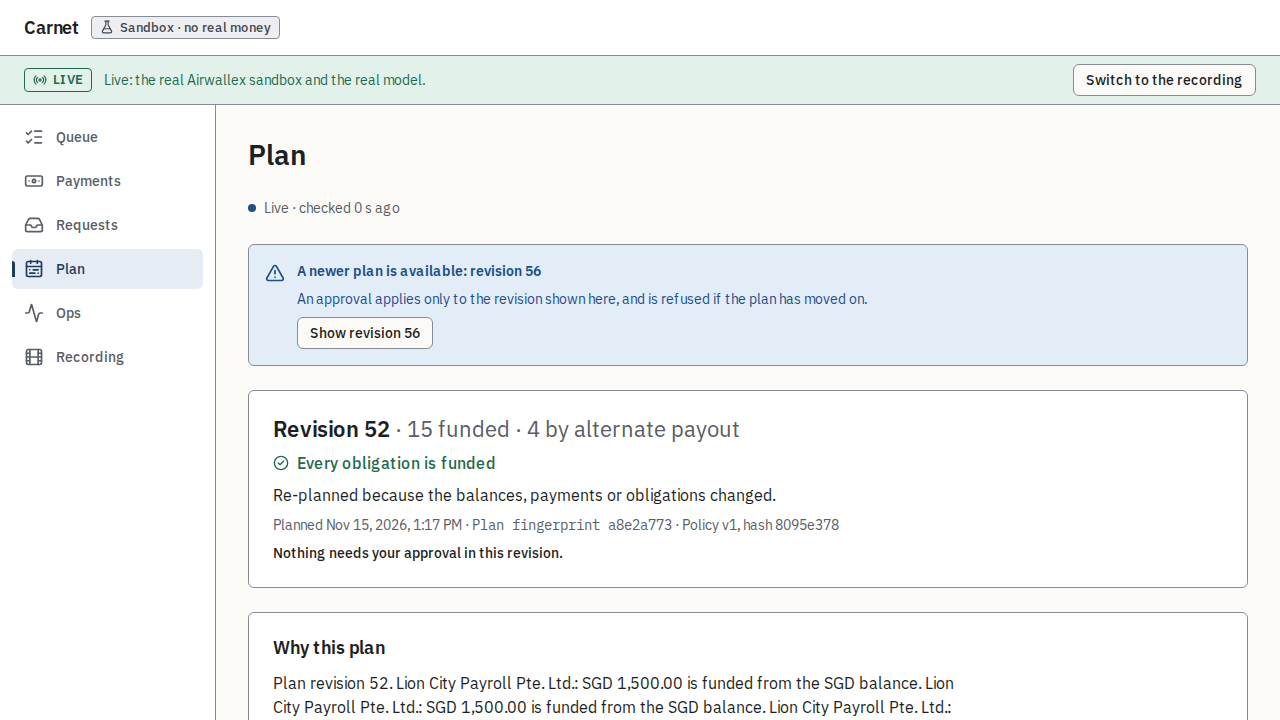 Carnet
Sandbox · no real money
LIVE
Live: the real Airwallex sandbox and the real model.
Switch to the recording
Queue
Payments
Requests
Plan
Ops
Recording
Plan
Live · checked 0 s ago
A newer plan is available: revision 56
An approval applies only to the revision shown here, and is refused if the plan has moved on.
Show revision 56
Revision 52 · 15 funded · 4 by alternate payout
Every obligation is funded
Re-planned because the balances, payments or obligations changed.
Planned Nov 15, 2026, 1:17 PM · Plan fingerprint a8e2a773 · Policy v1, hash 8095e378
Nothing needs your approval in this revision.
Why this plan
Plan revision 52. Lion City Payroll Pte. Ltd.: SGD 1,500.00 is funded from the SGD balance. Lion
City Payroll Pte. Ltd.: SGD 1,500.00 is funded from the SGD balance. Lion City Payroll Pte. Ltd.: